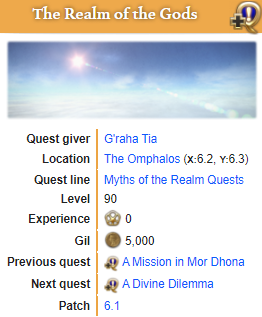 The Realm of the Gods
Quest giver G'raha Tia
Location The Omphalos (X:6.2, Y:6.3)
Quest line Myths of the Realm Quests
Level 90
Experience 0
Gil 5,000
Previous quest A Mission in Mor Dhona
Next quest A Divine Dilemma
Patch 6.1